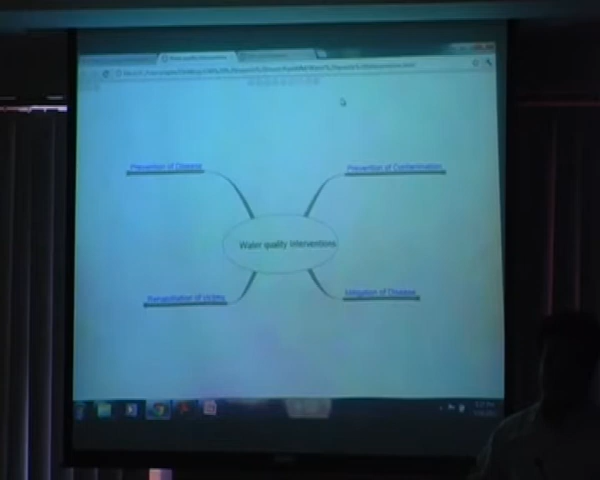 Prevention of Disease
Prevention of Contamination
Water quality Interventions
Rehabilitation of victims
Mitigation of Disease